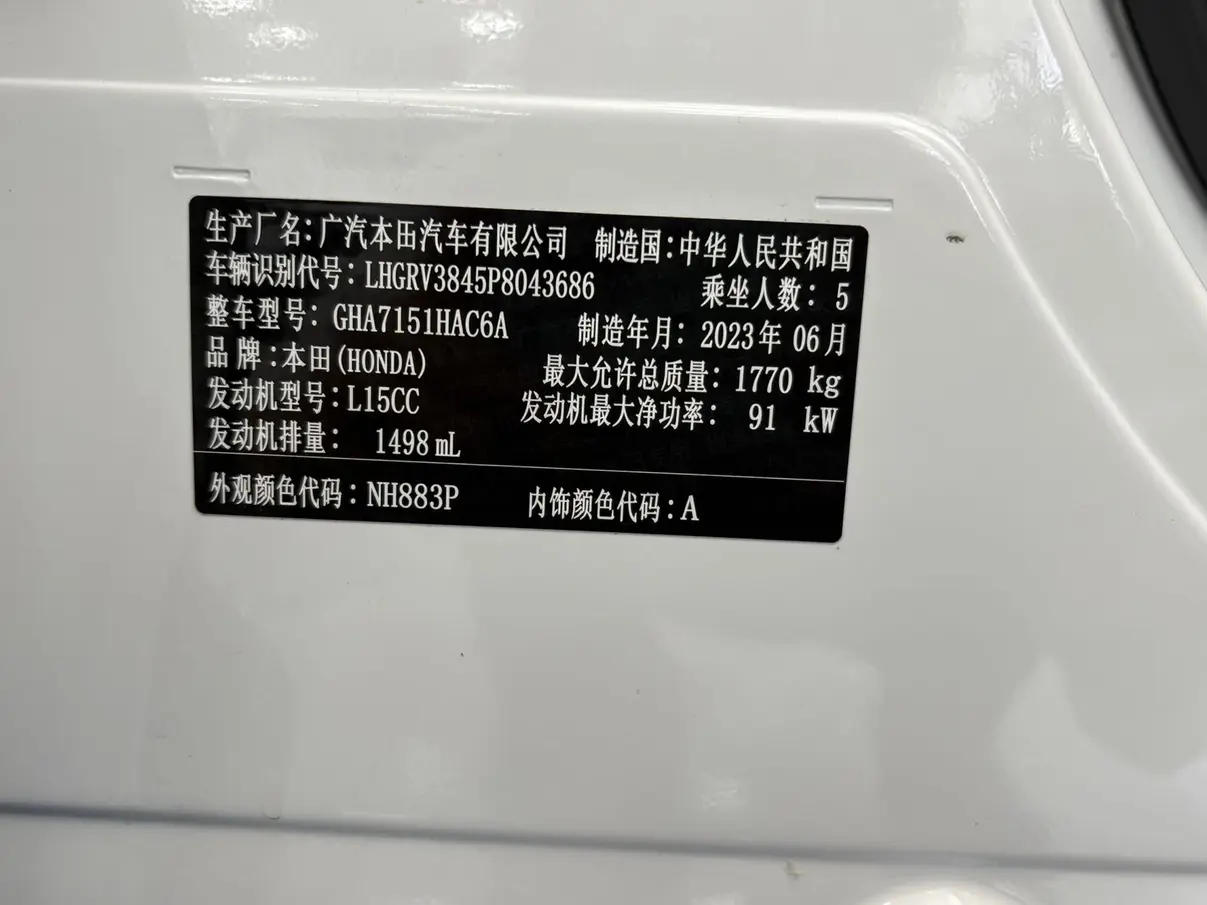 生产厂名：广汽本田汽车有限公司 制造国：中华人民共和国
车辆识别代号：LHGRV3845P8043686 乘坐人数：5
整车型号：GHA7151HAC6A 制造年月：2023年06月
品牌：本田(HONDA) 最大允许总质量：1770 kg
发动机型号：L15CC 发动机最大净功率：91 kW
发动机排量：1498 mL
外观颜色代码：NH883P 内饰颜色代码：A